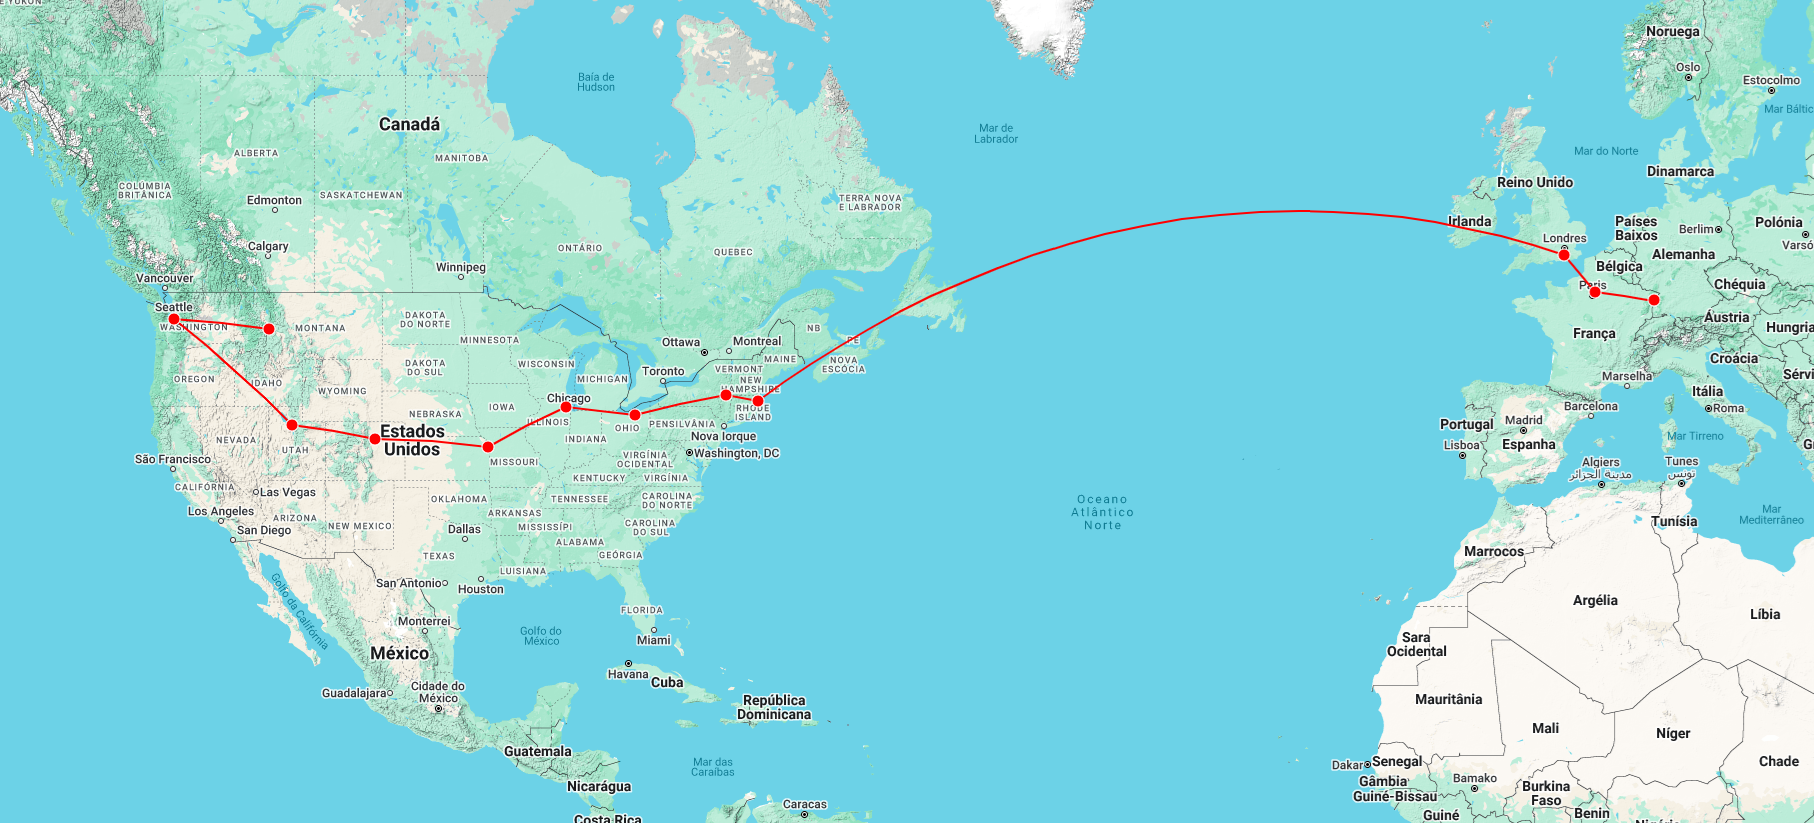 E YUKON
Noruega
Oslo
Estocolmo
Baía de
Hudson
Mar Báltic
Canadá
Mar de
Labrador
ALBERTA
MANITOBA
Mar do Norte
Dinamarca
COLÚMBIA
BRITÂNICA
SASKATCHEWAN
Reino Unido
Edmonton
TERRA NOVA
E LABRADOR
Irlanda
Países
Baixos
Polónia
Berlim
Calgary
ONTÁRIO
QUEBEC
Londres
Varsó
Alemanha
Winnipeg
Bélgica
Vancouver
Paris
Chéquia
Seattle
WASHINGTON
MONTANA
DAKOTA
DO NORTE
NB
Áustria
Hungria
MINNESOTA
Ottawa
Montreal
PE
França
MAINE
NOVA
ESCÓCIA
Croácia
WISCONSIN
DAKOTA
DO SUL
VERMONT
Toronto
MICHIGAN
OREGON
IDAHO
WYOMING
NEW
HAMPSHIRE
Marselha
Sérvi
Itália
Chicago
NEBRASKA
IOWA
ILLINOIS
RHODE
ISLAND
Barcelona
Roma
OHIO
PENSILVÂNIA
Portugal
Madrid
Estados
Unidos
NEVADA
UTAH
INDIANA
Nova Iorque
Lisboa
Espanha
Mar Tirreno
G
São Francisco
MISSOURI
VIRGÍNIA
OCIDENTAL
Washington, DC
Algiers
مدينة الجزائر
Tunes
تونس
KENTUCKY
VIRGÍNIA
CALIFÓRNIA
Las Vegas
OKLAHOMA
TENNESSEE
CAROLINA
DO NORTE
Oceano
Atlântico
Norte
Los Angeles
ARIZONA
NEW MEXICO
ARKANSAS
MISSISSÍPI
CAROLINA
DO SUL
Tunísia
Mar
Mediterrâneo
San Diego
Dallas
ALABAMA
GEÓRGIA
Marrocos
TEXAS
LUISIANA
San Antonio
Houston
Golfo da Califórnia
FLORIDA
Argélia
Líbia
Monterrei
Golfo do
México
Miami
Sara
Ocidental
México
Havana
Cuba
Guadalajara
Cidade do
México
República
Dominicana
Mauritânia
Mali
Níger
Guatemala
Mar das
Caraíbas
Dakar
Senegal
Chade
Nicarágua
Gâmbia
Bamako
Guiné-Bissau
Burkina
Faso
Caracas
Costa Rica
Guiné
Benin